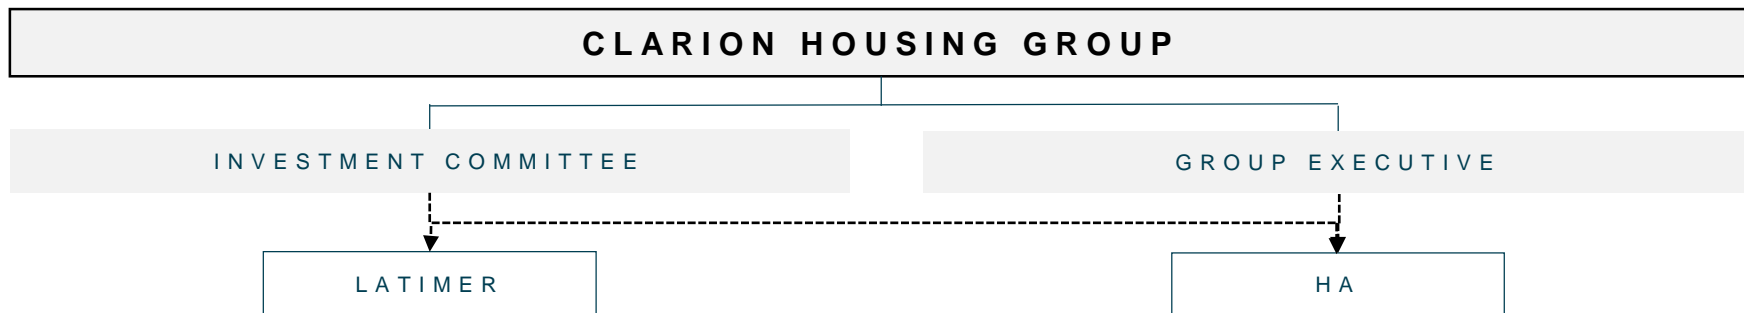 CLARION HOUSING GROUP
INVESTMENT COMMITTEE
GROUP EXECUTIVE
LATIMER
HA